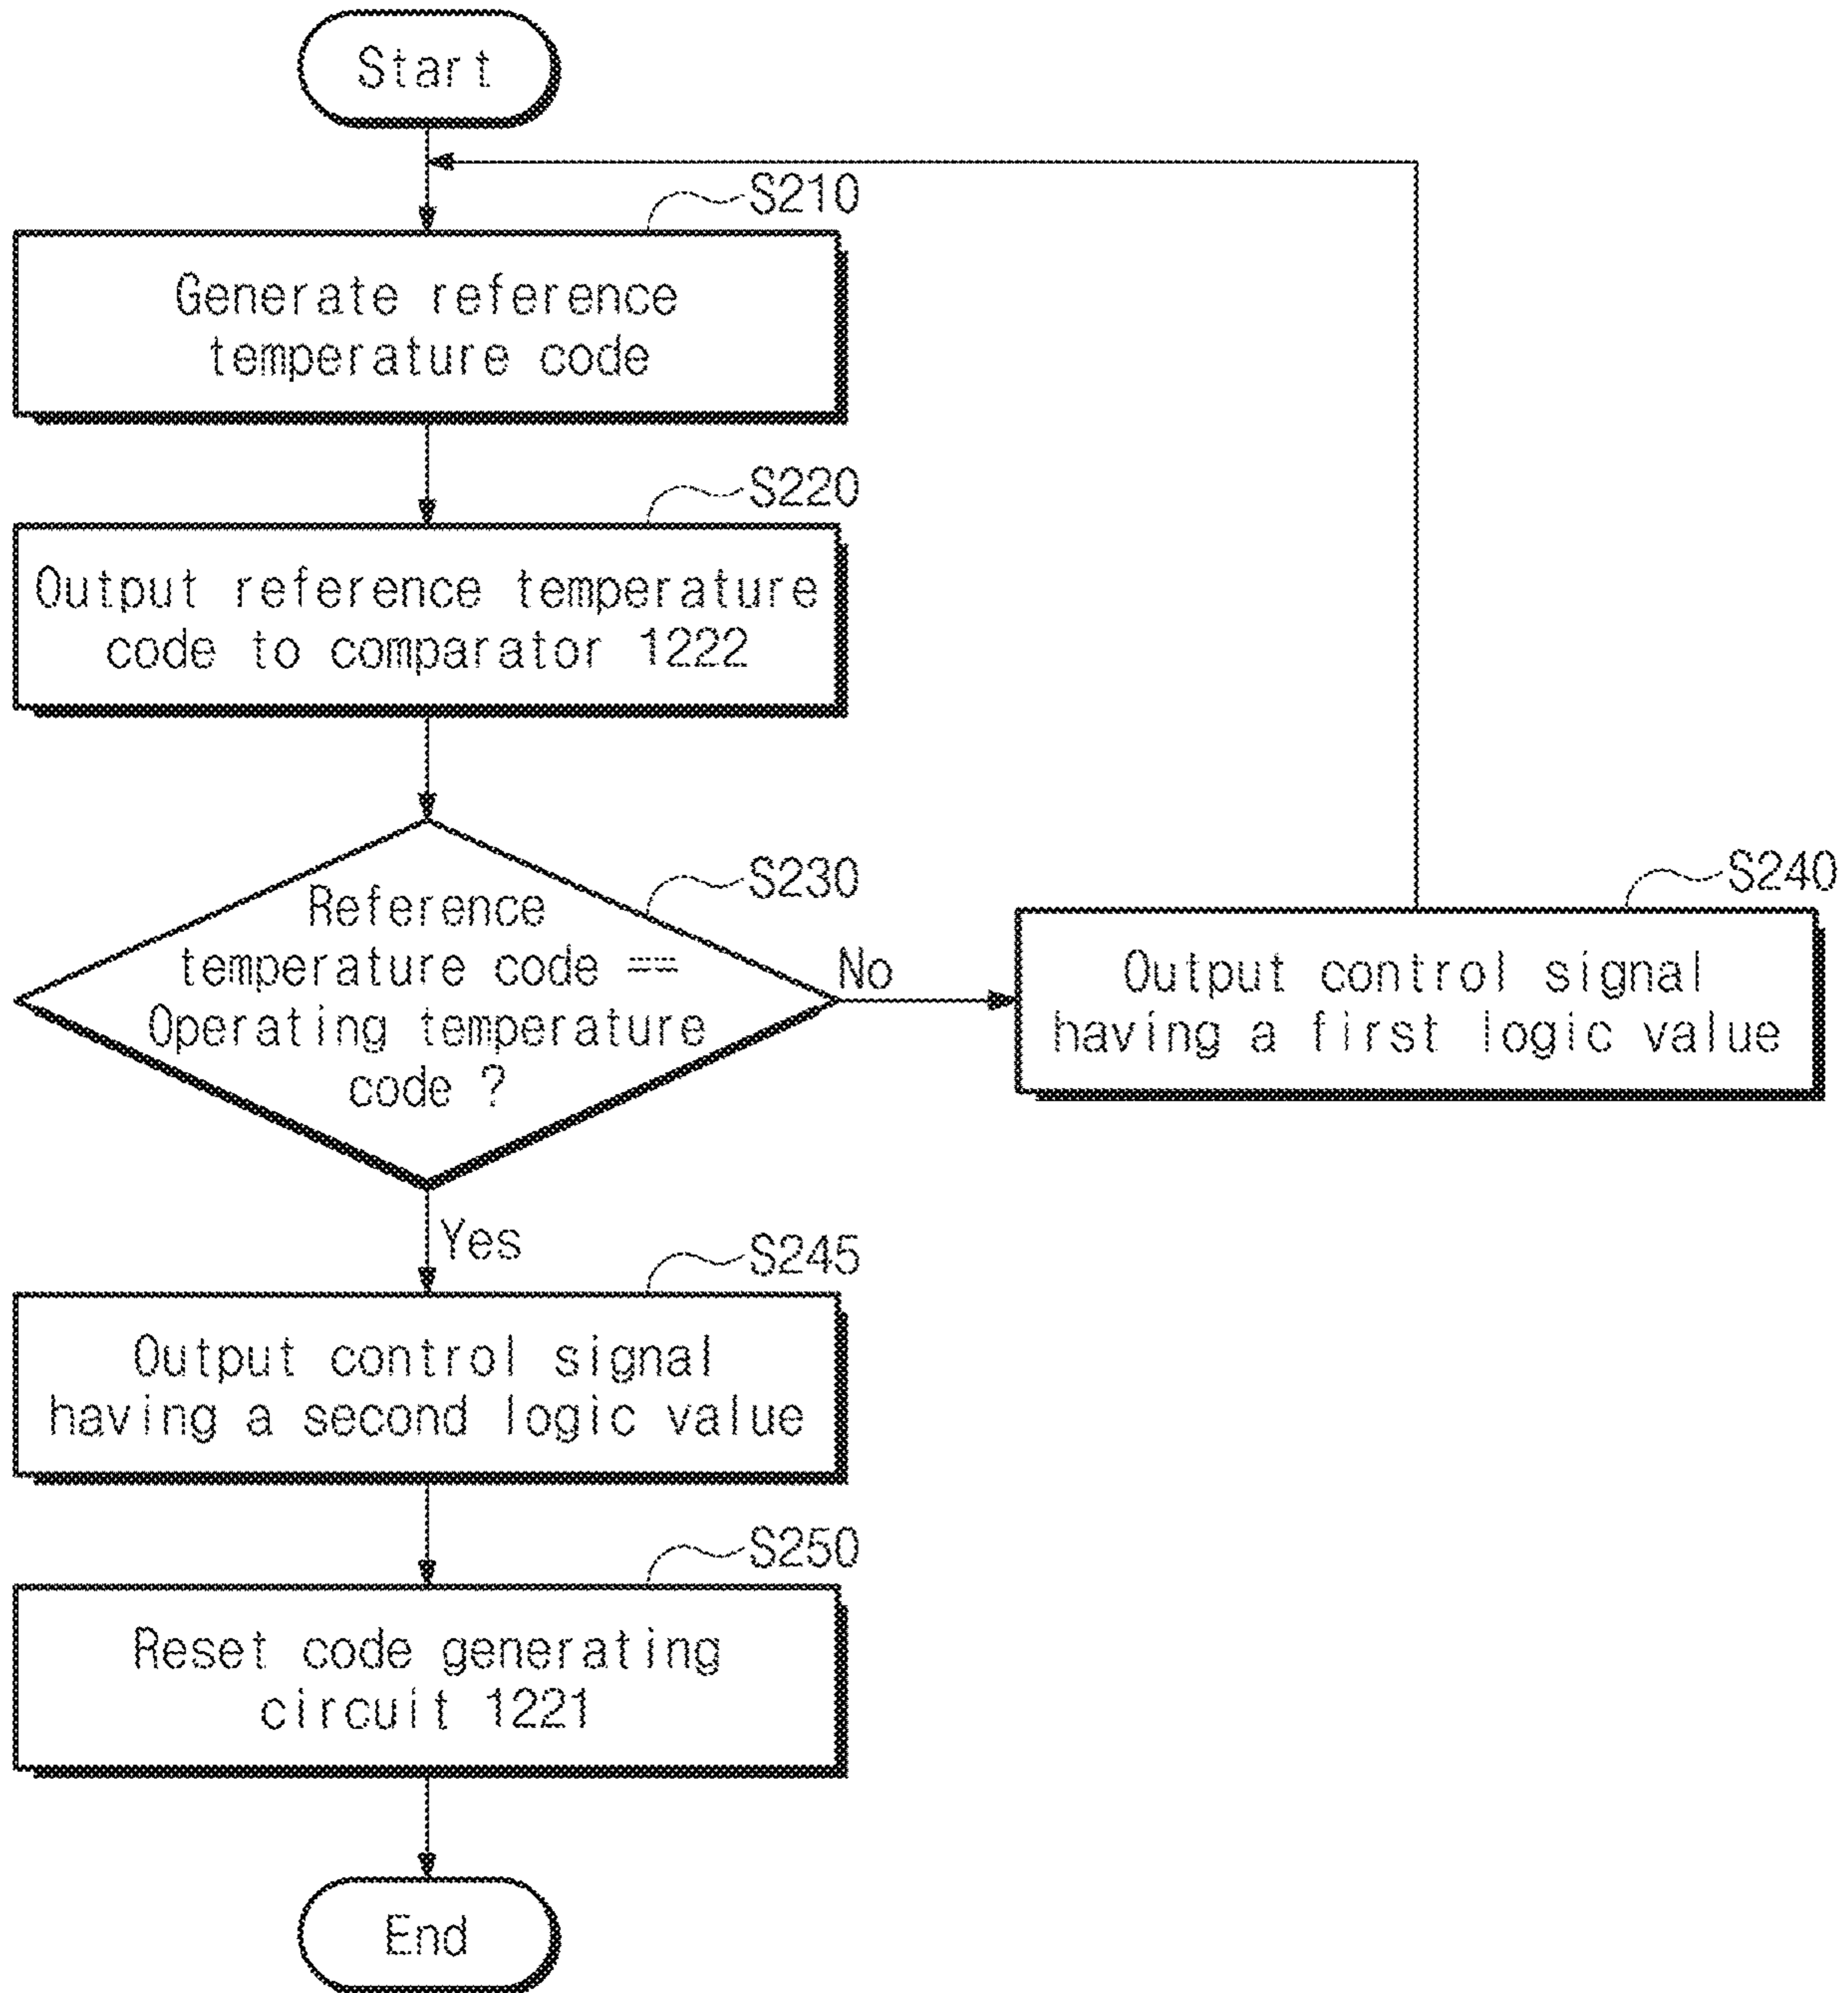 Start
S210
Generate reference
temperature code
S220
Output reference temperature
code to comparator 1222
S230
Reference
temperature code ==
Operating temperature
code ?
No
S240
Output control signal
having a first logic value
Yes
S245
Output control signal
having a second logic value
S250
Reset code generating
circuit 1221
End